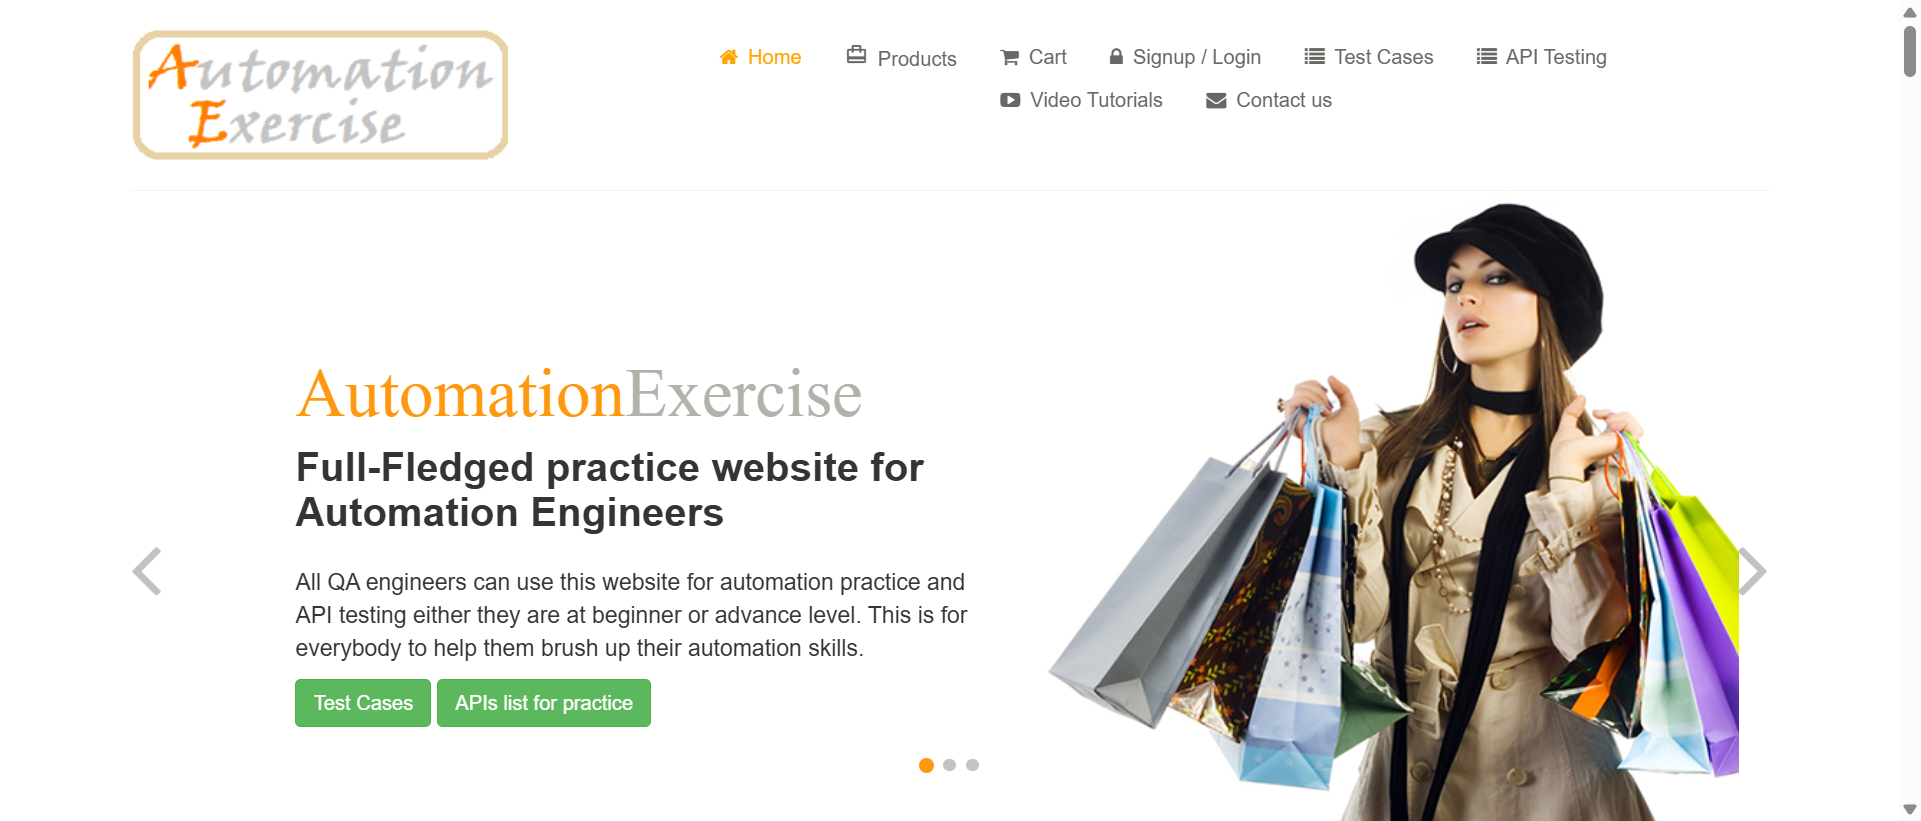 Automation
Exercise
Home Products Cart Signup / Login Test Cases API Testing
Video Tutorials Contact us
AutomationExercise
Full-Fledged practice website for
Automation Engineers
All QA engineers can use this website for automation practice and
API testing either they are at beginner or advance level. This is for
everybody to help them brush up their automation skills.
Test Cases APIs list for practice